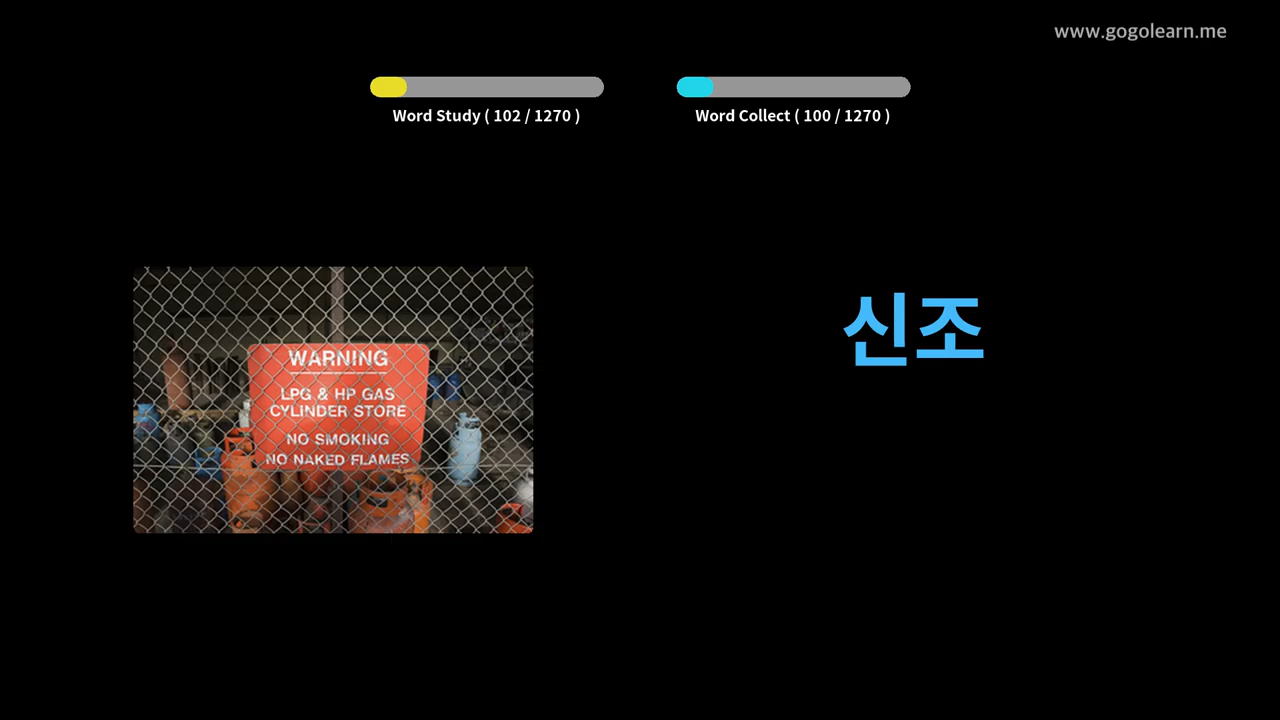 www.gogolearn.me
Word Study ( 102 / 1270 )
Word Collect ( 100 / 1270 )
신조
WARNING
LPG & HP GAS
CYLINDER STORE
NO SMOKING
NO NAKED FLAMES